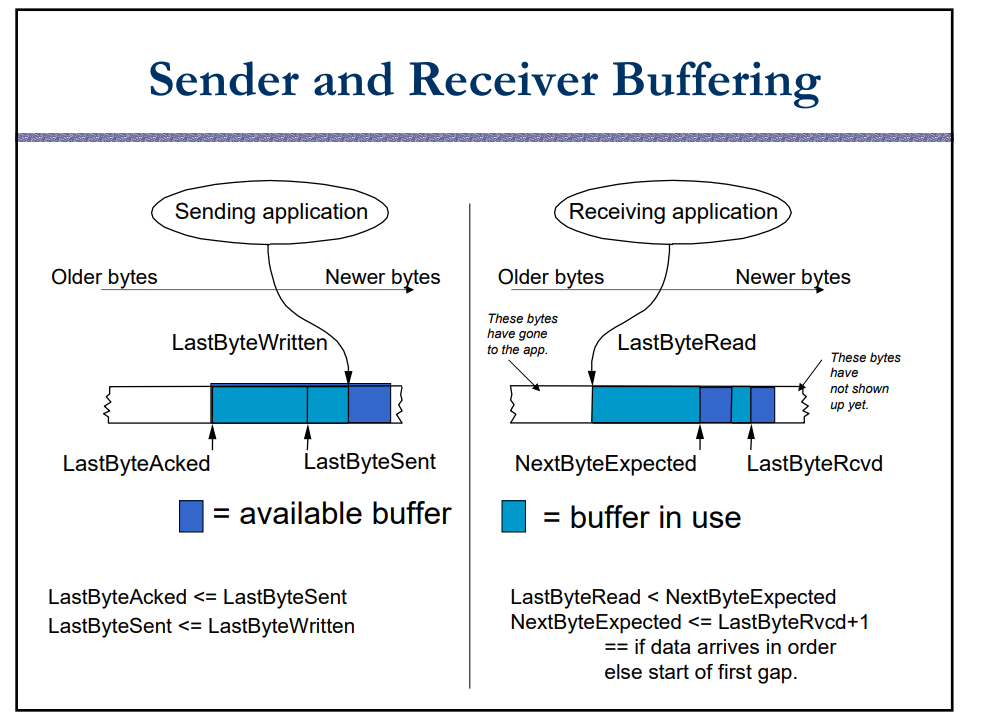 Sender and Receiver Buffering
Sending application
Older bytes
Newer bytes
LastByteWritten
LastByteAcked
LastByteSent
= available buffer
LastByteAcked <= LastByteSent
LastByteSent <= LastByteWritten
Receiving application
Older bytes
Newer bytes
These bytes
have gone
to the app.
LastByteRead
These bytes
have
not shown
up yet.
NextByteExpected
LastByteRcvd
= buffer in use
LastByteRead < NextByteExpected
NextByteExpected <= LastByteRvcd+1
== if data arrives in order
else start of first gap.